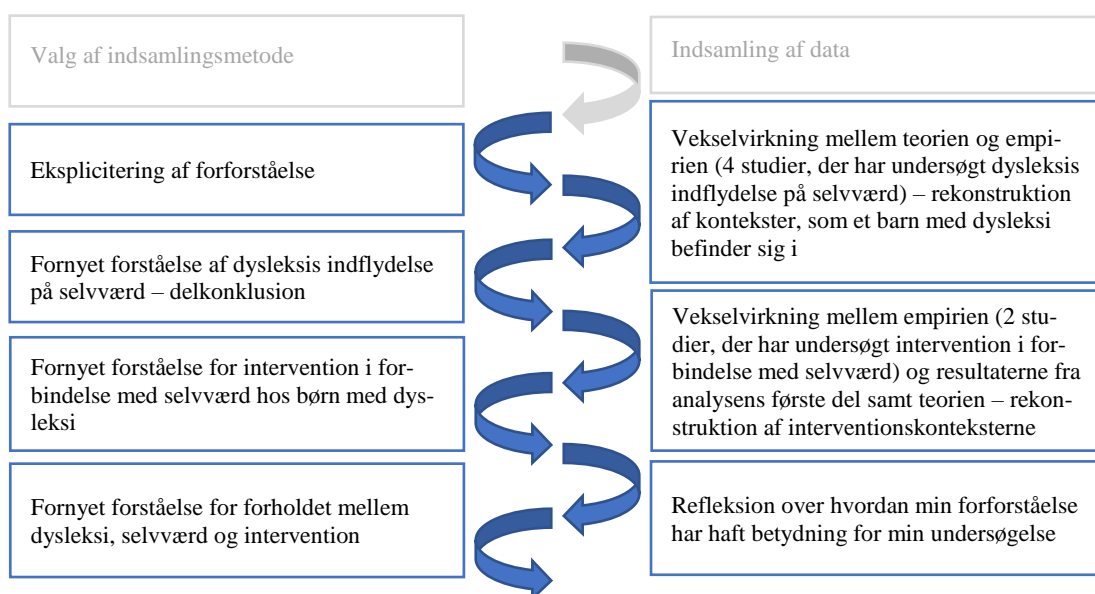 Valg af indsamlingsmetode
Indsamling af data
Eksplicitering af forforståelse
Vekselvirkning mellem teorien og empi-
rien (4 studier, der har undersøgt dysleksis
indflydelse på selvværd) – rekonstruktion
af kontekster, som et barn med dysleksi
befinder sig i
Fornyet forståelse af dysleksis indflydelse
på selvværd – delkonklusion
Vekselvirkning mellem empirien (2 stu-
dier, der har undersøgt intervention i for-
bindelse med selvværd) og resultaterne fra
analysens første del samt teorien – rekon-
struktion af interventionskonteksterne
Fornyet forståelse for intervention i for-
bindelse med selvværd hos børn med dys-
leksi
Fornyet forståelse for forholdet mellem
dysleksi, selvværd og intervention
Refleksion over hvordan min forforståelse
har haft betydning for min undersøgelse